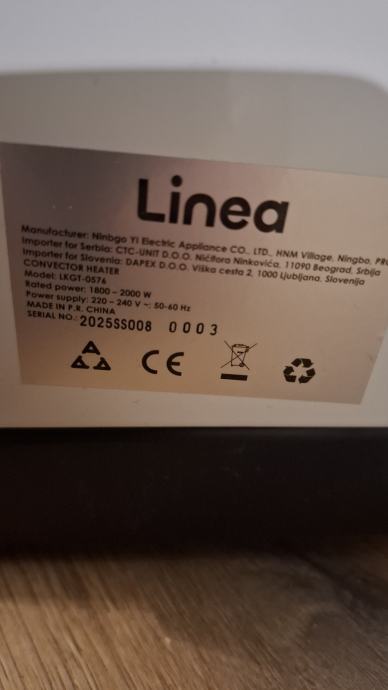 Linea
Manufacturer: Ninbgo Yi Electric Appliance CO., LTD., HNM Village, Ningbo, PR
Importer for Serbia: CTC-UNIT D.O.O. Nićifora Ninkovića, 11090 Beograd, Srbija
Importer for Slovenia: DAPEX D.O.O. Viška cesta 2, 1000 Ljubljana, Slovenija
CONVECTOR HEATER
Model: LKGT-0576
Rated power: 1800 - 2000 W
Power supply: 220 - 240 V ~; 50-60 Hz
MADE IN P.R. CHINA
SERIAL NO.: 2025SS008 0003
CE